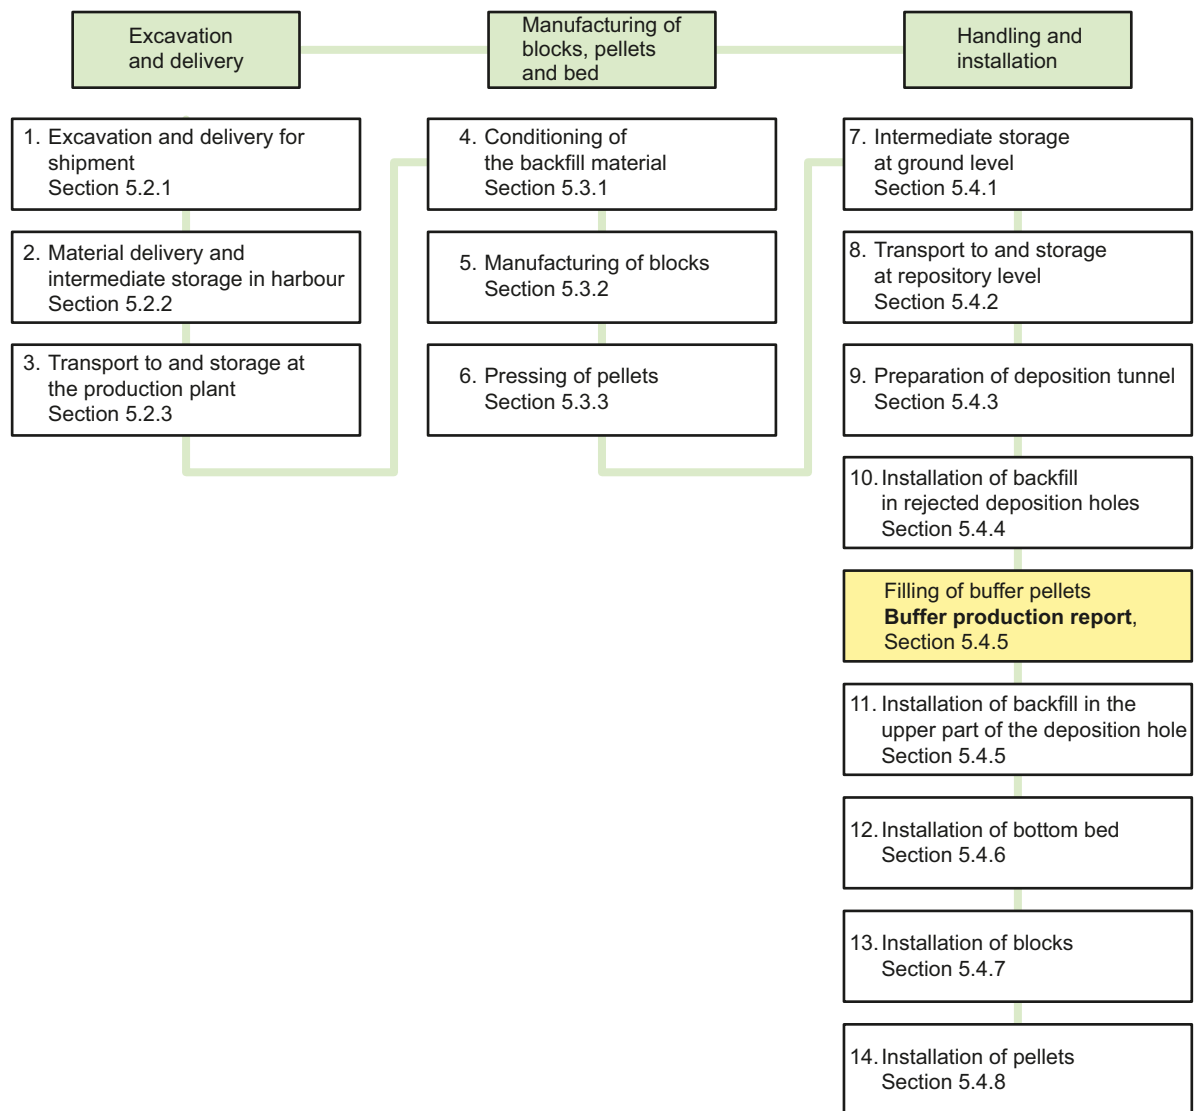 Excavation
and delivery
Manufacturing of
blocks, pellets
and bed
Handling and
installation
1. Excavation and delivery for
shipment
Section 5.2.1
2. Material delivery and
intermediate storage in harbour
Section 5.2.2
3. Transport to and storage at
the production plant
Section 5.2.3
4. Conditioning of
the backfill material
Section 5.3.1
5. Manufacturing of blocks
Section 5.3.2
6. Pressing of pellets
Section 5.3.3
7. Intermediate storage
at ground level
Section 5.4.1
8. Transport to and storage
at repository level
Section 5.4.2
9. Preparation of deposition tunnel
Section 5.4.3
10. Installation of backfill
in rejected deposition holes
Section 5.4.4
Filling of buffer pellets
Buffer production report,
Section 5.4.5
11. Installation of backfill in the
upper part of the deposition hole
Section 5.4.5
12. Installation of bottom bed
Section 5.4.6
13. Installation of blocks
Section 5.4.7
14. Installation of pellets
Section 5.4.8